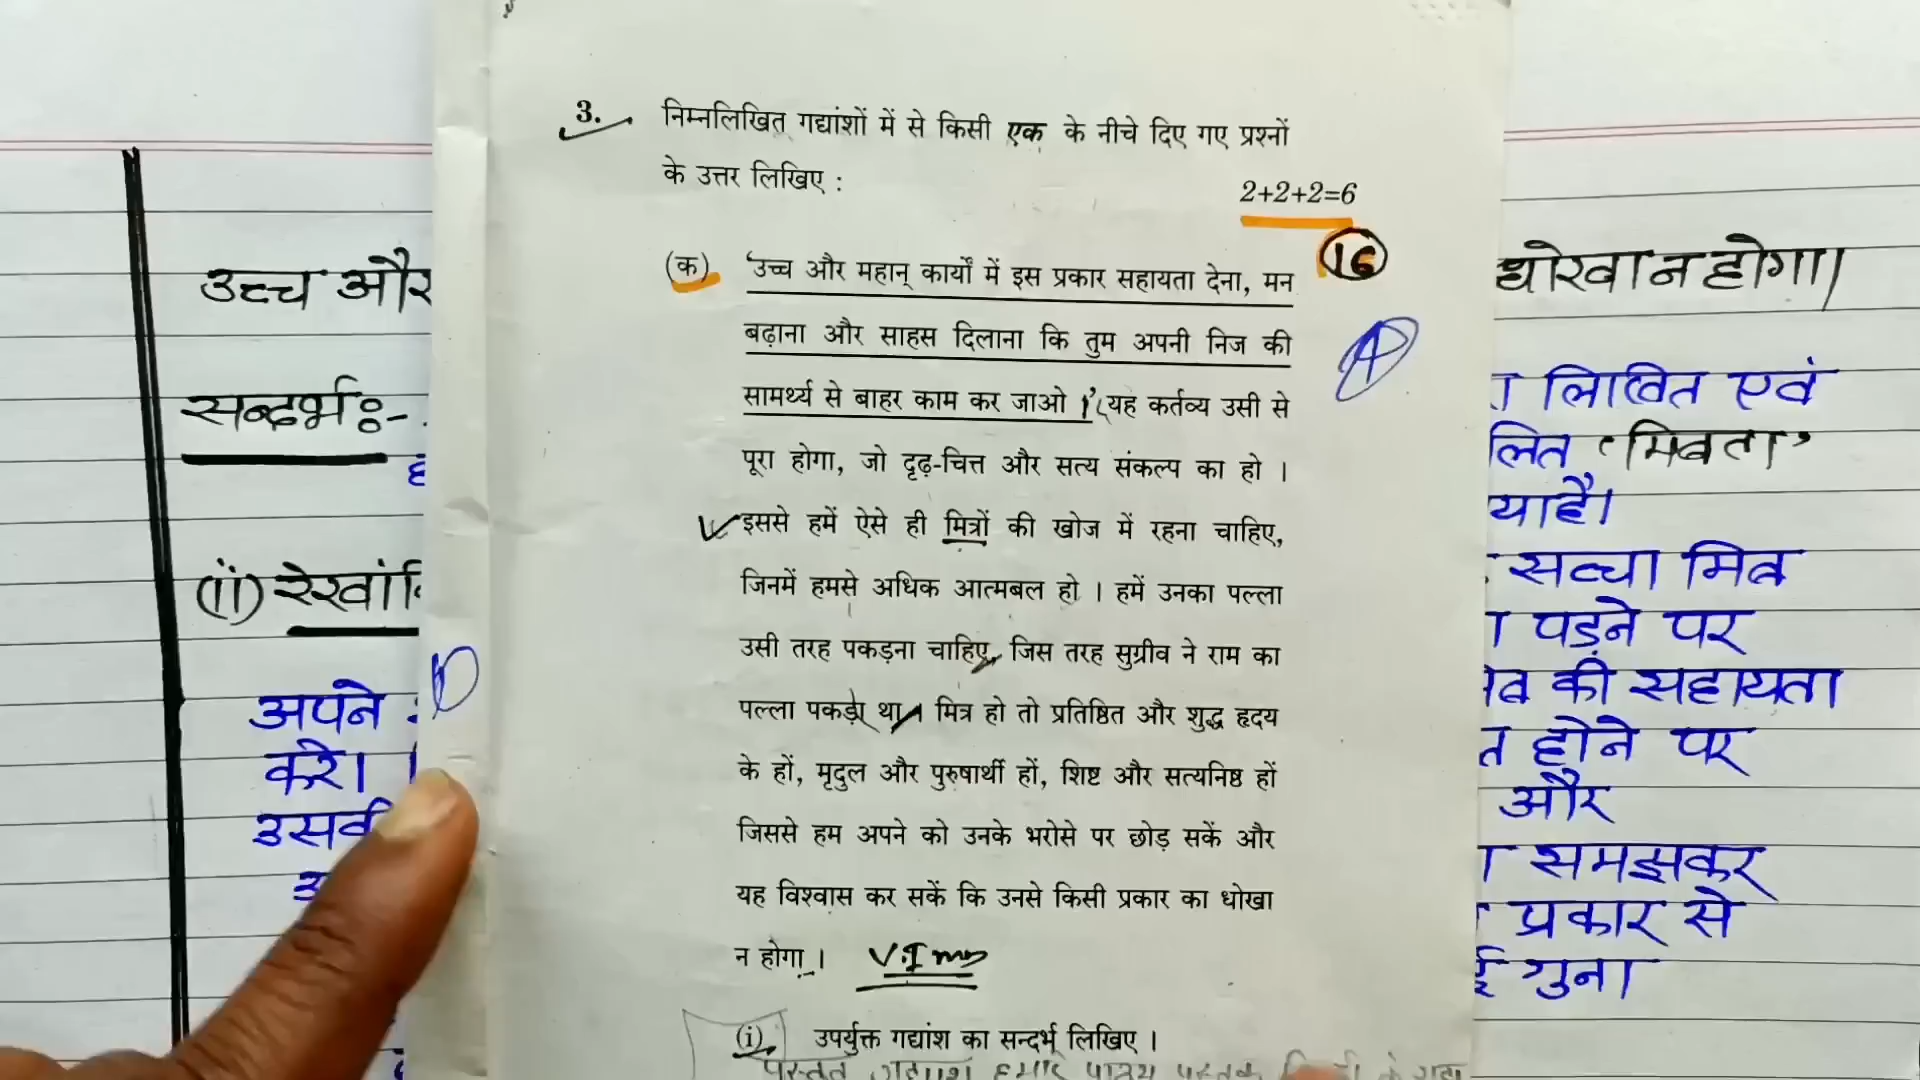 3. निम्नलिखित गद्यांशों में से किसी एक के नीचे दिए गए प्रश्नों
के उत्तर लिखिए :
2+2+2=6
16
(क) 'उच्च और महान् कार्यों में इस प्रकार सहायता देना, मन
बढ़ाना और साहस दिलाना कि तुम अपनी निज की
सामर्थ्य से बाहर काम कर जाओ ।' यह कर्तव्य उसी से
पूरा होगा, जो दृढ़-चित्त और सत्य संकल्प का हो ।
इससे हमें ऐसे ही मित्रों की खोज में रहना चाहिए,
जिनमें हमसे अधिक आत्मबल हो । हमें उनका पल्ला
उसी तरह पकड़ना चाहिए, जिस तरह सुग्रीव ने राम का
पल्ला पकड़ा था । मित्र हो तो प्रतिष्ठित और शुद्ध हृदय
के हों, मृदुल और पुरुषार्थी हों, शिष्ट और सत्यनिष्ठ हों
जिससे हम अपने को उनके भरोसे पर छोड़ सकें और
यह विश्वास कर सकें कि उनसे किसी प्रकार का धोखा
न होगा । V.Imp
(i) उपर्युक्त गद्यांश का सन्दर्भ लिखिए ।
उच्च और
सन्दर्भः-
(ii)
अपने
करे।
धोखा न होगा।
लिखित एवं
'मित्रता'
सच्चा मित्र
पड़ने पर
की सहायता
होने पर
और
समझकर
प्रकार से
गुना